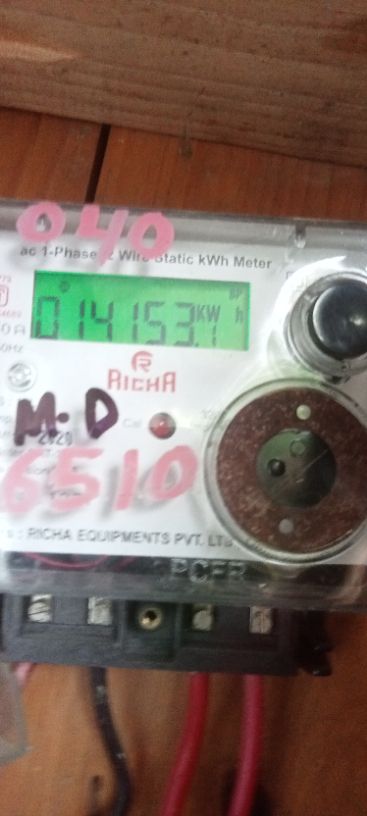 040
ac 1-Phase 2 Wire Static kWh Meter
014153.1 KW h
RICHA
M.D
Cal
2020
6510
: RICHA EQUIPMENTS PVT. LTD